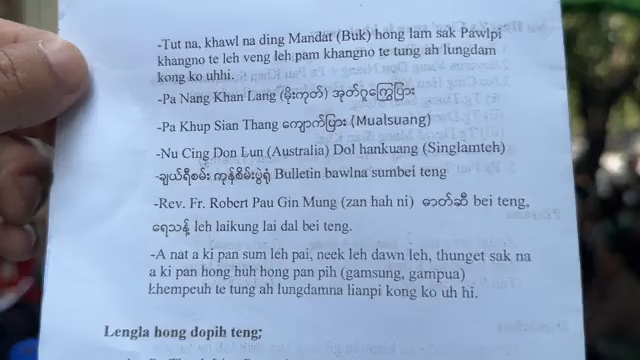 -Tut na, khawl na ding Mandat (Buk) hong lam sak Pawlpi
khangno te leh veng leh pam khangno te tung ah lungdam
kong ko uhhi.
-Pa Nang Khan Lang (မိုးကုတ်) အုတ်ဂူကြွေပြား
-Pa Khup Sian Thang ကျောက်ပြား (Mualsuang)
-Nu Cing Don Lun (Australia) Dol hankuang (Singlamteh)
-ချယ်ရီစမ်း ကုန်စိမ်းပွဲရုံ Bulletin bawlna sumbei teng
-Rev. Fr. Robert Pau Gin Mung (zan hah ni) ဓာတ်ဆီ bei teng,
ရေသန့် leh laikung lai dal bei teng.
-A nat a ki pan sum leh pai, neek leh dawn leh, thunget sak na
a ki pan hong huh hong pan pih (gamsung, gampua)
khempeuh te tung ah lungdamna lianpi kong ko uh hi.
Lengla hong dopih teng;